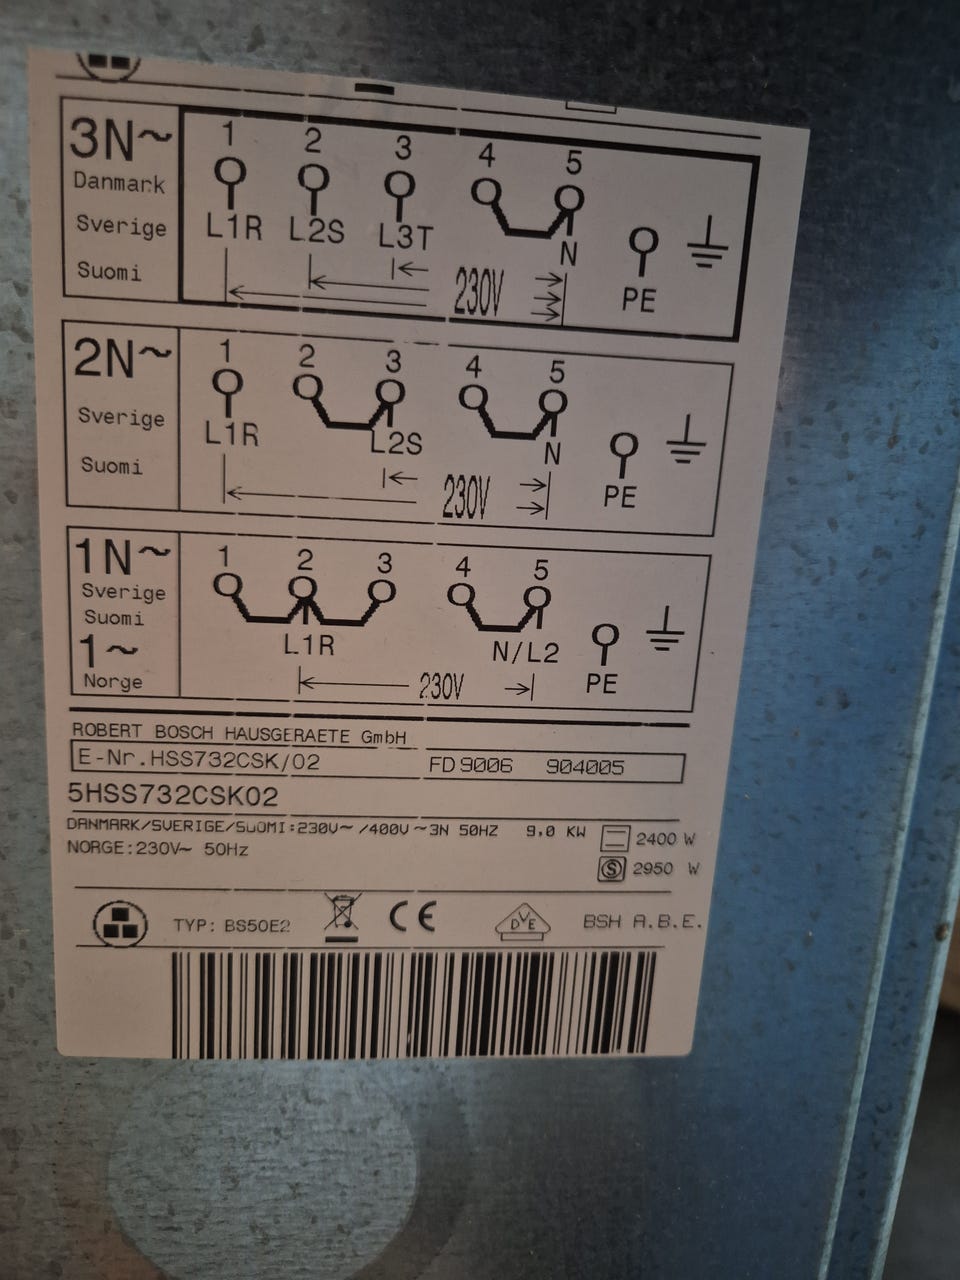 3N~
Danmark
Sverige
Suomi
1 2 3 4 5
L1R L2S L3T N
230V
PE
2N~
Sverige
Suomi
1 2 3 4 5
L1R L2S N
230V
PE
1N~
Sverige
Suomi
1~
Norge
1 2 3 4 5
L1R N/L2
230V
PE
ROBERT BOSCH HAUSGERAETE GmbH
E-Nr.HSS732CSK/02 FD 9006 904005
5HSS732CSK02
DANMARK/SVERIGE/SUOMI:230V~ /400V ~3N 50HZ 9,0 KW 2400 W
NORGE:230V~ 50Hz S 2950 W
TYP: BS50E2 CE DVE BSH A.B.E.